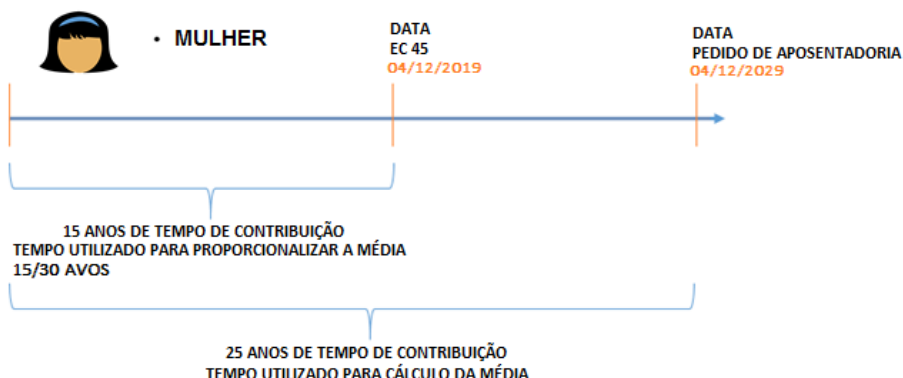 • MULHER
DATA
EC 45
04/12/2019
DATA
PEDIDO DE APOSENTADORIA
04/12/2029
15 ANOS DE TEMPO DE CONTRIBUIÇÃO
TEMPO UTILIZADO PARA PROPORCIONALIZAR A MÉDIA
15/30 AVOS
25 ANOS DE TEMPO DE CONTRIBUIÇÃO
TEMPO UTILIZADO PARA CÁLCULO DA MÉDIA